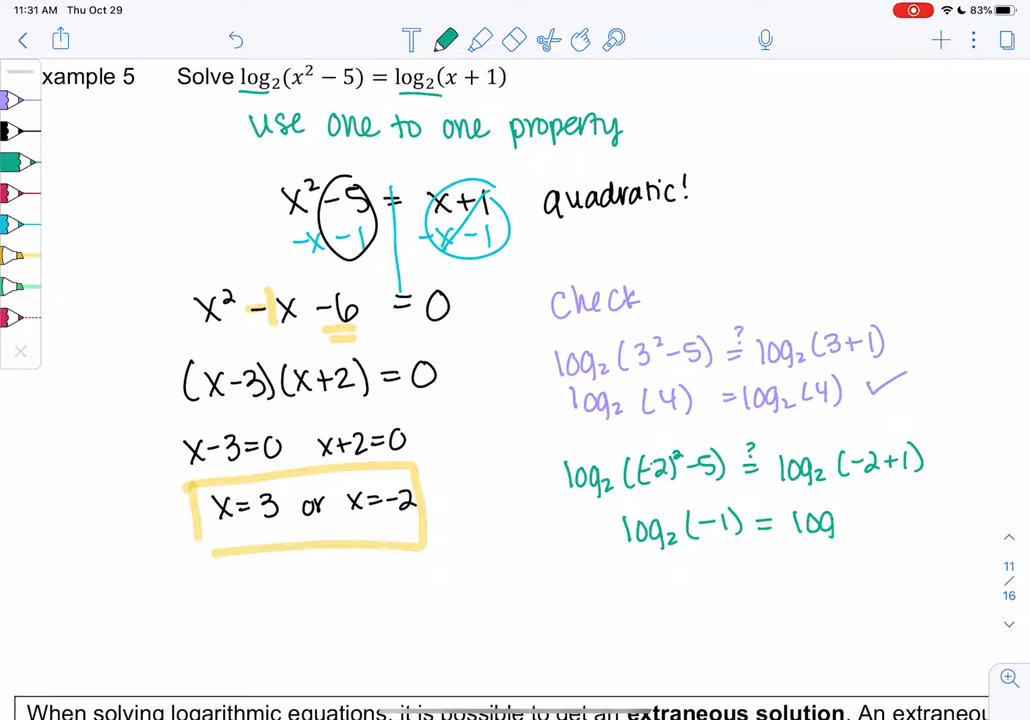 11:31 AM Thu Oct 29
83%
xample 5 Solve log₂(x² − 5) = log₂(x + 1)
use one to one property
x² − 5 = x + 1 quadratic!
−x − 1 −x − 1
x² − 1x − 6 = 0
(x − 3)(x + 2) = 0
x − 3 = 0 x + 2 = 0
x = 3 or x = −2
Check
log₂(3² − 5) ≟ log₂(3 + 1)
log₂(4) = log₂(4) ✓
log₂((−2)² − 5) ≟ log₂(−2 + 1)
log₂(−1) = log
11
/
16
When solving logarithmic equations, it is possible to get an extraneous solution. An extraneou